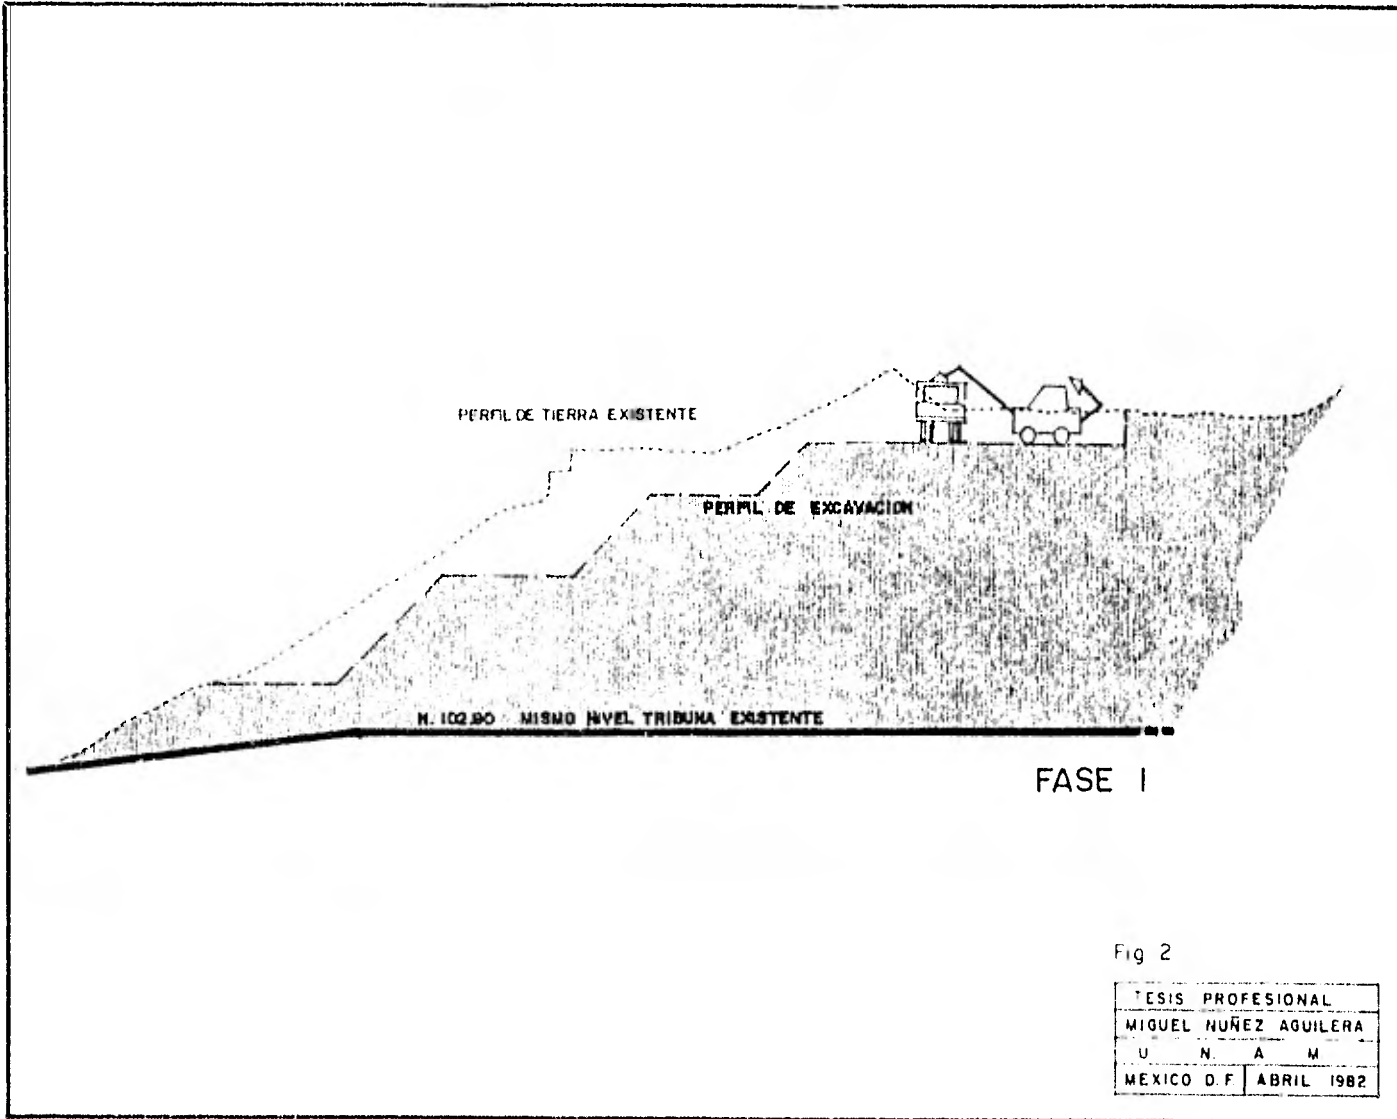 PERFIL DE TIERRA EXISTENTE
PERFIL DE EXCAVACION
N. 102.90 MISMO NIVEL TRIBUNA EXISTENTE
FASE I
Fig 2
TESIS PROFESIONAL
MIGUEL NUÑEZ AGUILERA
U. N. A M
MEXICO D.F. ABRIL 1982